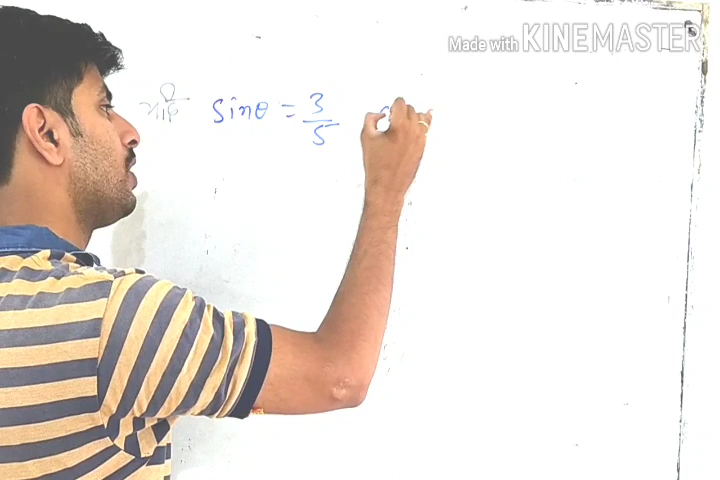 Made with KINEMASTER
यदि sinθ = 3/5